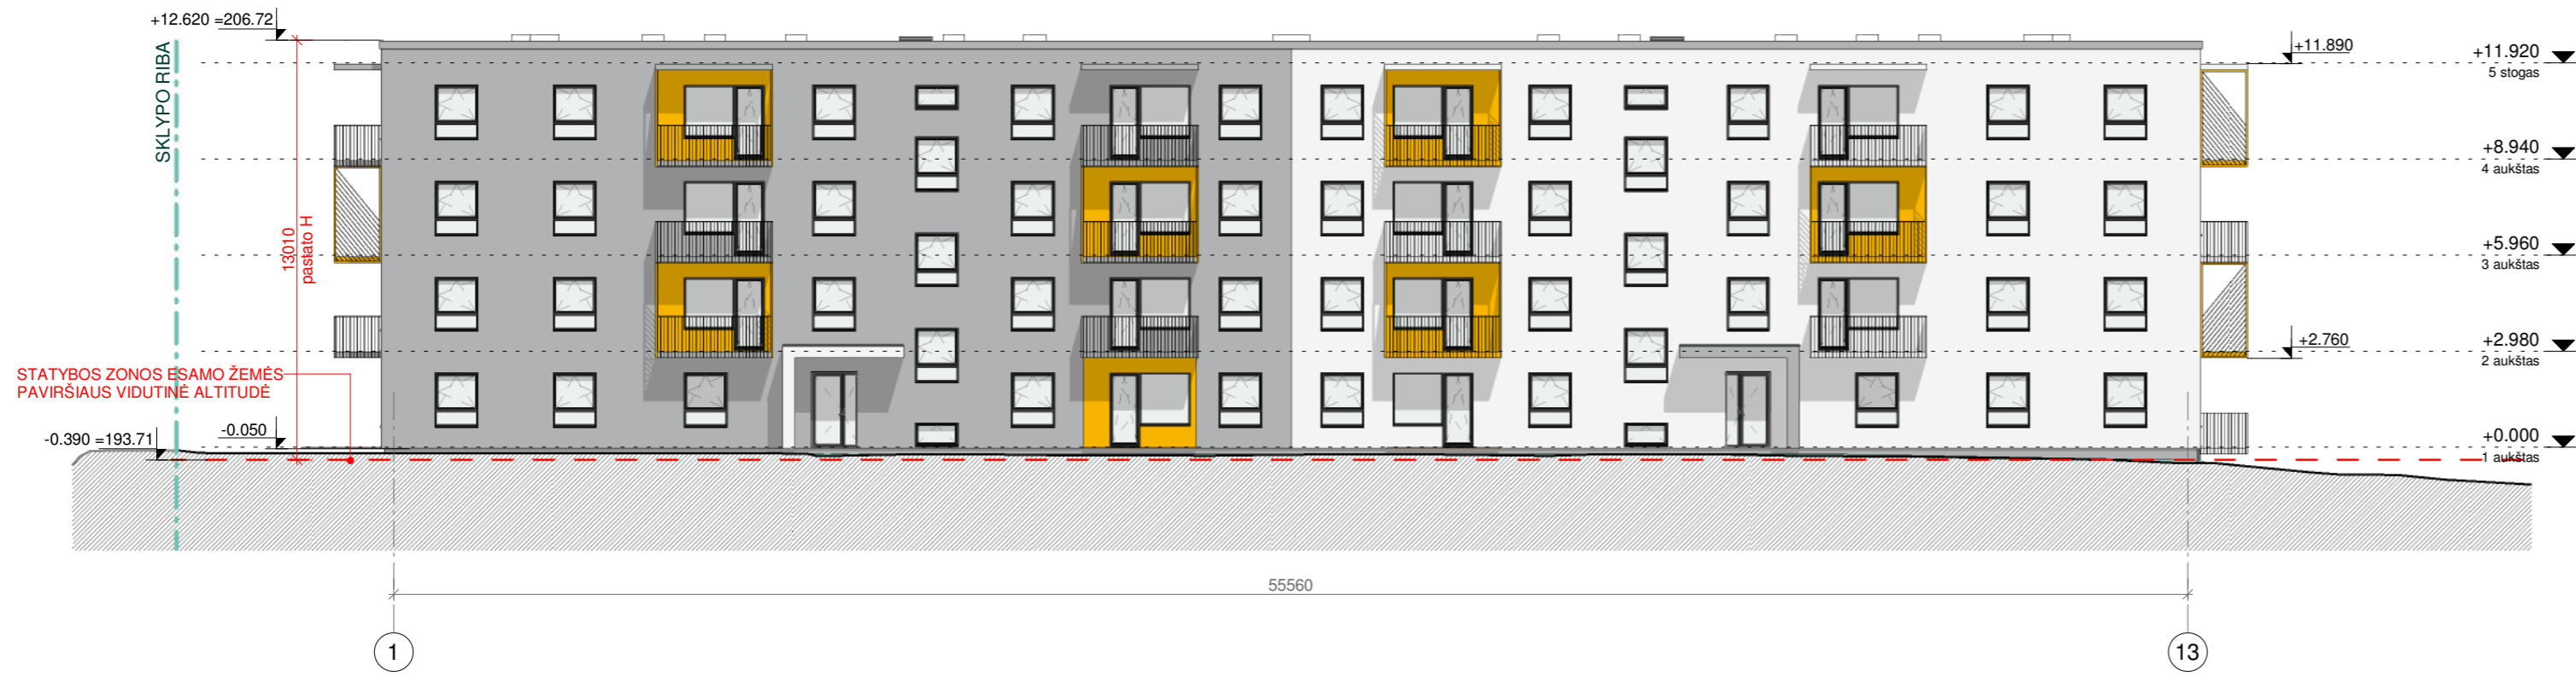 +12.620 =206.72
SKLYPO RIBA
13010
pastato H
+11.890
+11.920
5 stogas
+8.940
4 aukštas
+5.960
3 aukštas
+2.760
+2.980
2 aukštas
STATYBOS ZONOS ESAMO ŽEMĖS
PAVIRŠIAUS VIDUTINĖ ALTITUDĖ
-0.050
-0.390 =193.71
+0.000
1 aukštas
55560
1
13